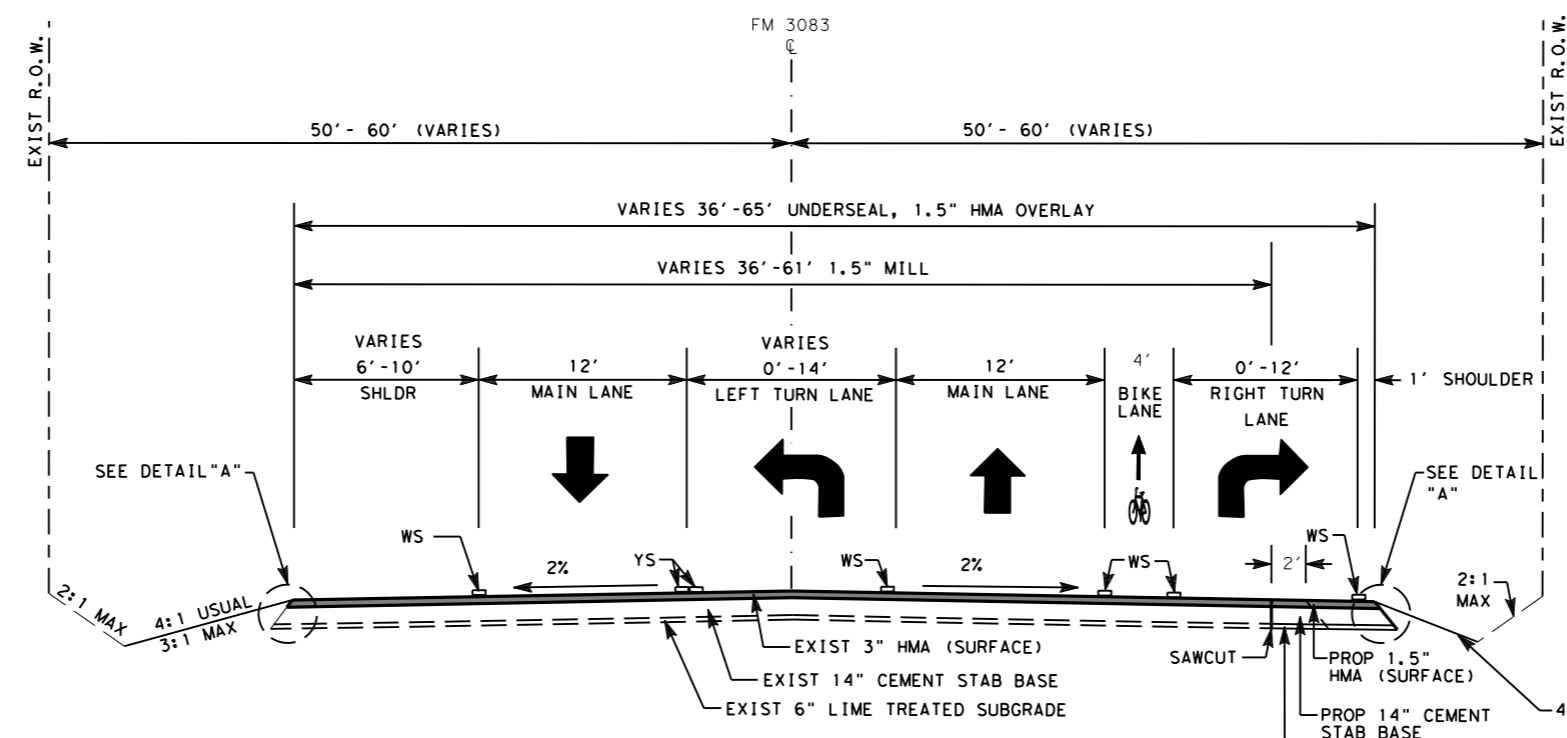 FM 3083
℄
EXIST R.O.W.
EXIST R.O.W.
50'- 60' (VARIES)
50'- 60' (VARIES)
VARIES 36'-65' UNDERSEAL, 1.5" HMA OVERLAY
VARIES 36'-61' 1.5" MILL
VARIES
6'-10'
SHLDR
12'
MAIN LANE
VARIES
0'-14'
LEFT TURN LANE
12'
MAIN LANE
4'
BIKE
LANE
0'-12'
RIGHT TURN
LANE
1' SHOULDER
SEE DETAIL"A"
SEE DETAIL
"A"
WS
2%
YS
WS
2%
WS
2'
WS
2:1 MAX
4:1 USUAL
3:1 MAX
2:1
MAX
EXIST 3" HMA (SURFACE)
EXIST 14" CEMENT STAB BASE
EXIST 6" LIME TREATED SUBGRADE
SAWCUT
PROP 1.5"
HMA (SURFACE)
PROP 14" CEMENT
STAB BASE
4